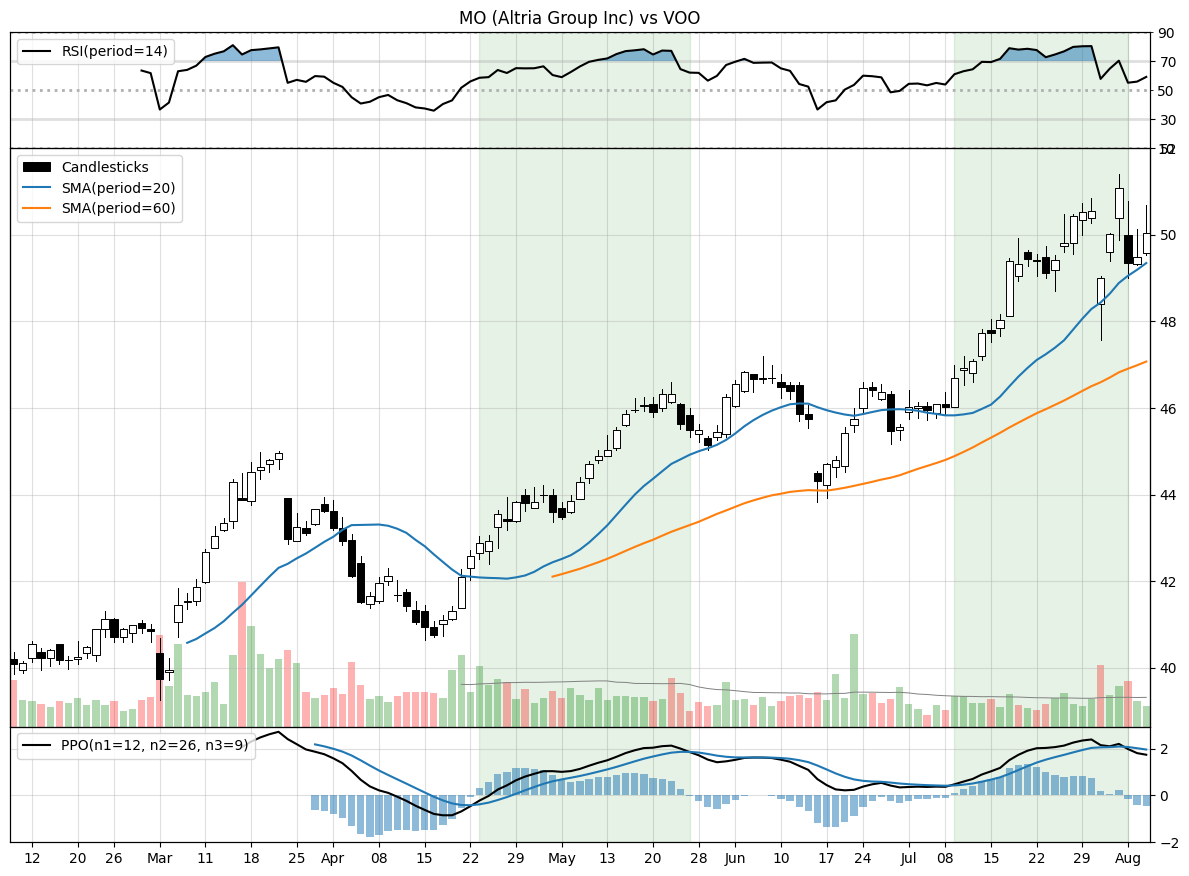 MO (Altria Group Inc) vs VOO
RSI(period=14)
90
70
50
30
10
52
Candlesticks
SMA(period=20)
SMA(period=60)
50
48
46
44
42
40
PPO(n1=12, n2=26, n3=9)
2
0
−2
12 20 26 Mar 11 18 25 Apr 08 15 22 29 May 13 20 28 Jun 10 17 24 Jul 08 15 22 29 Aug